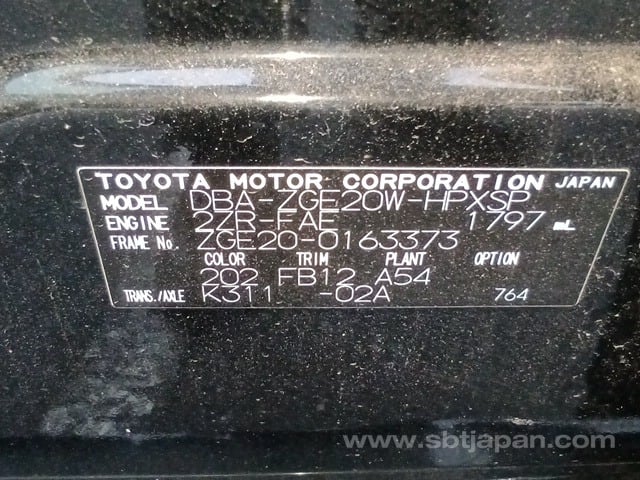 TOYOTA MOTOR CORPORATION JAPAN
MODEL DBA-ZGE20W-HPXSP
ENGINE 2ZR-FAE 1797 mL
FRAME No. ZGE20-0163373
COLOR TRIM PLANT OPTION
202 FB12 A54
TRANS./AXLE K311 -02A 764
www.sbtjapan.com